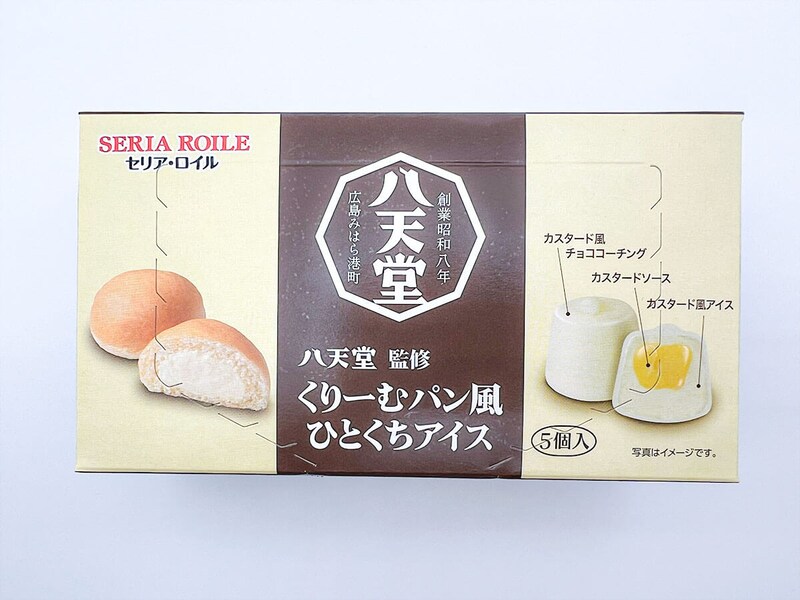 SERIA ROILE
セリア・ロイル
八天堂
創業昭和八年
広島みはら港町
八天堂 監修
くりーむパン風
ひとくちアイス
カスタード風
チョココーチング
カスタードソース
カスタード風アイス
5個入
写真はイメージです。